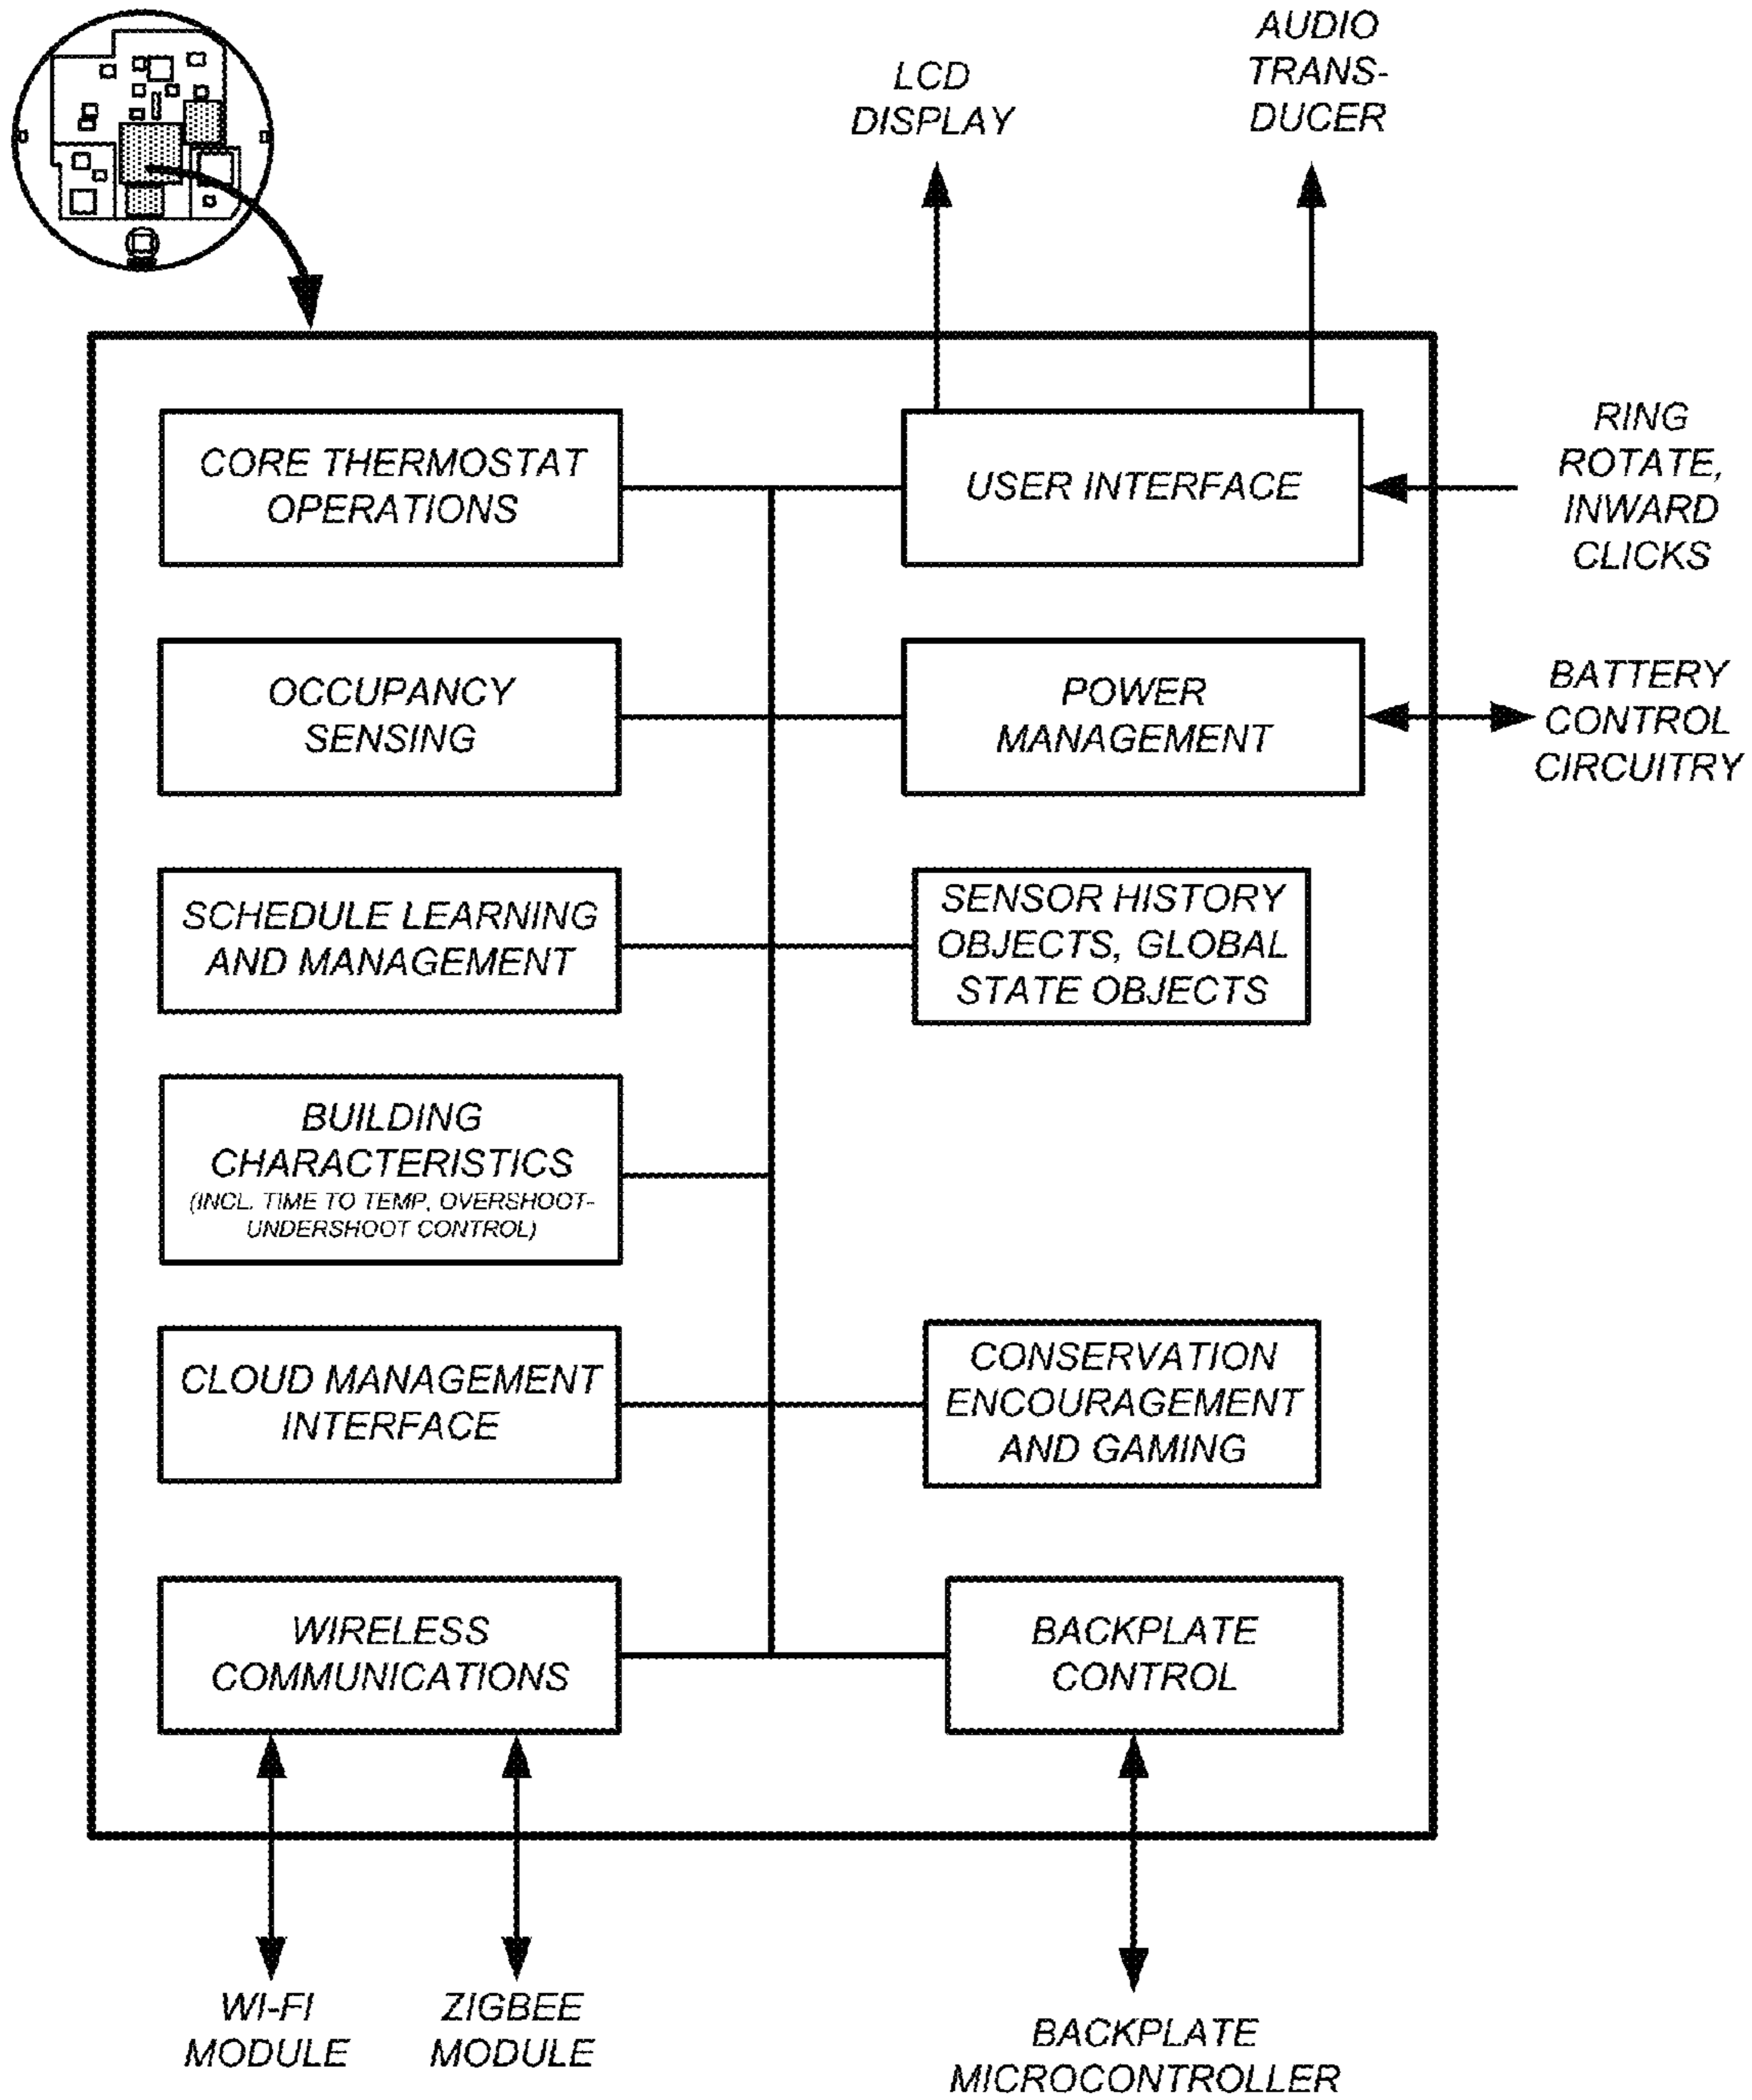 AUDIO
TRANS-
DUCER
LCD
DISPLAY
CORE THERMOSTAT
OPERATIONS
USER INTERFACE
RING
ROTATE,
INWARD
CLICKS
OCCUPANCY
SENSING
POWER
MANAGEMENT
BATTERY
CONTROL
CIRCUITRY
SCHEDULE LEARNING
AND MANAGEMENT
SENSOR HISTORY
OBJECTS, GLOBAL
STATE OBJECTS
BUILDING
CHARACTERISTICS
(INCL. TIME TO TEMP, OVERSHOOT-
UNDERSHOOT CONTROL)
CLOUD MANAGEMENT
INTERFACE
CONSERVATION
ENCOURAGEMENT
AND GAMING
WIRELESS
COMMUNICATIONS
BACKPLATE
CONTROL
WI-FI
MODULE
ZIGBEE
MODULE
BACKPLATE
MICROCONTROLLER